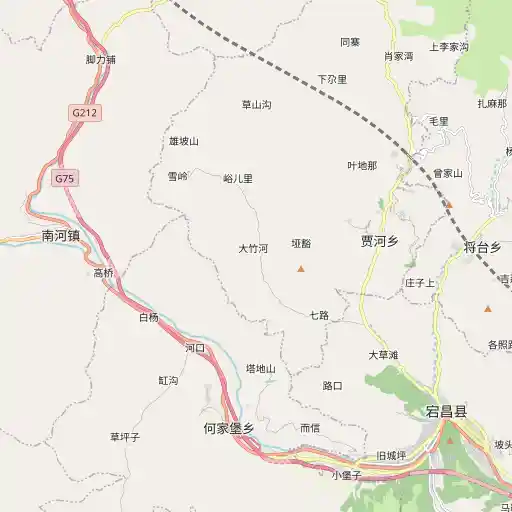 同寨
上李家沟
肖家湾
脚力铺
下尕里
草山沟
扎麻那
G212
毛里
雄坡山
杨
叶地那
曾家山
G75
雪岭
峪儿里
南河镇
垭豁
贾河乡
将台乡
大竹河
高桥
庄子上
吉
白杨
七路
各照路
河口
大草滩
塔地山
缸沟
路口
宕昌县
何家堡乡
而信
草坪子
坡头
旧城坪
小堡子
马